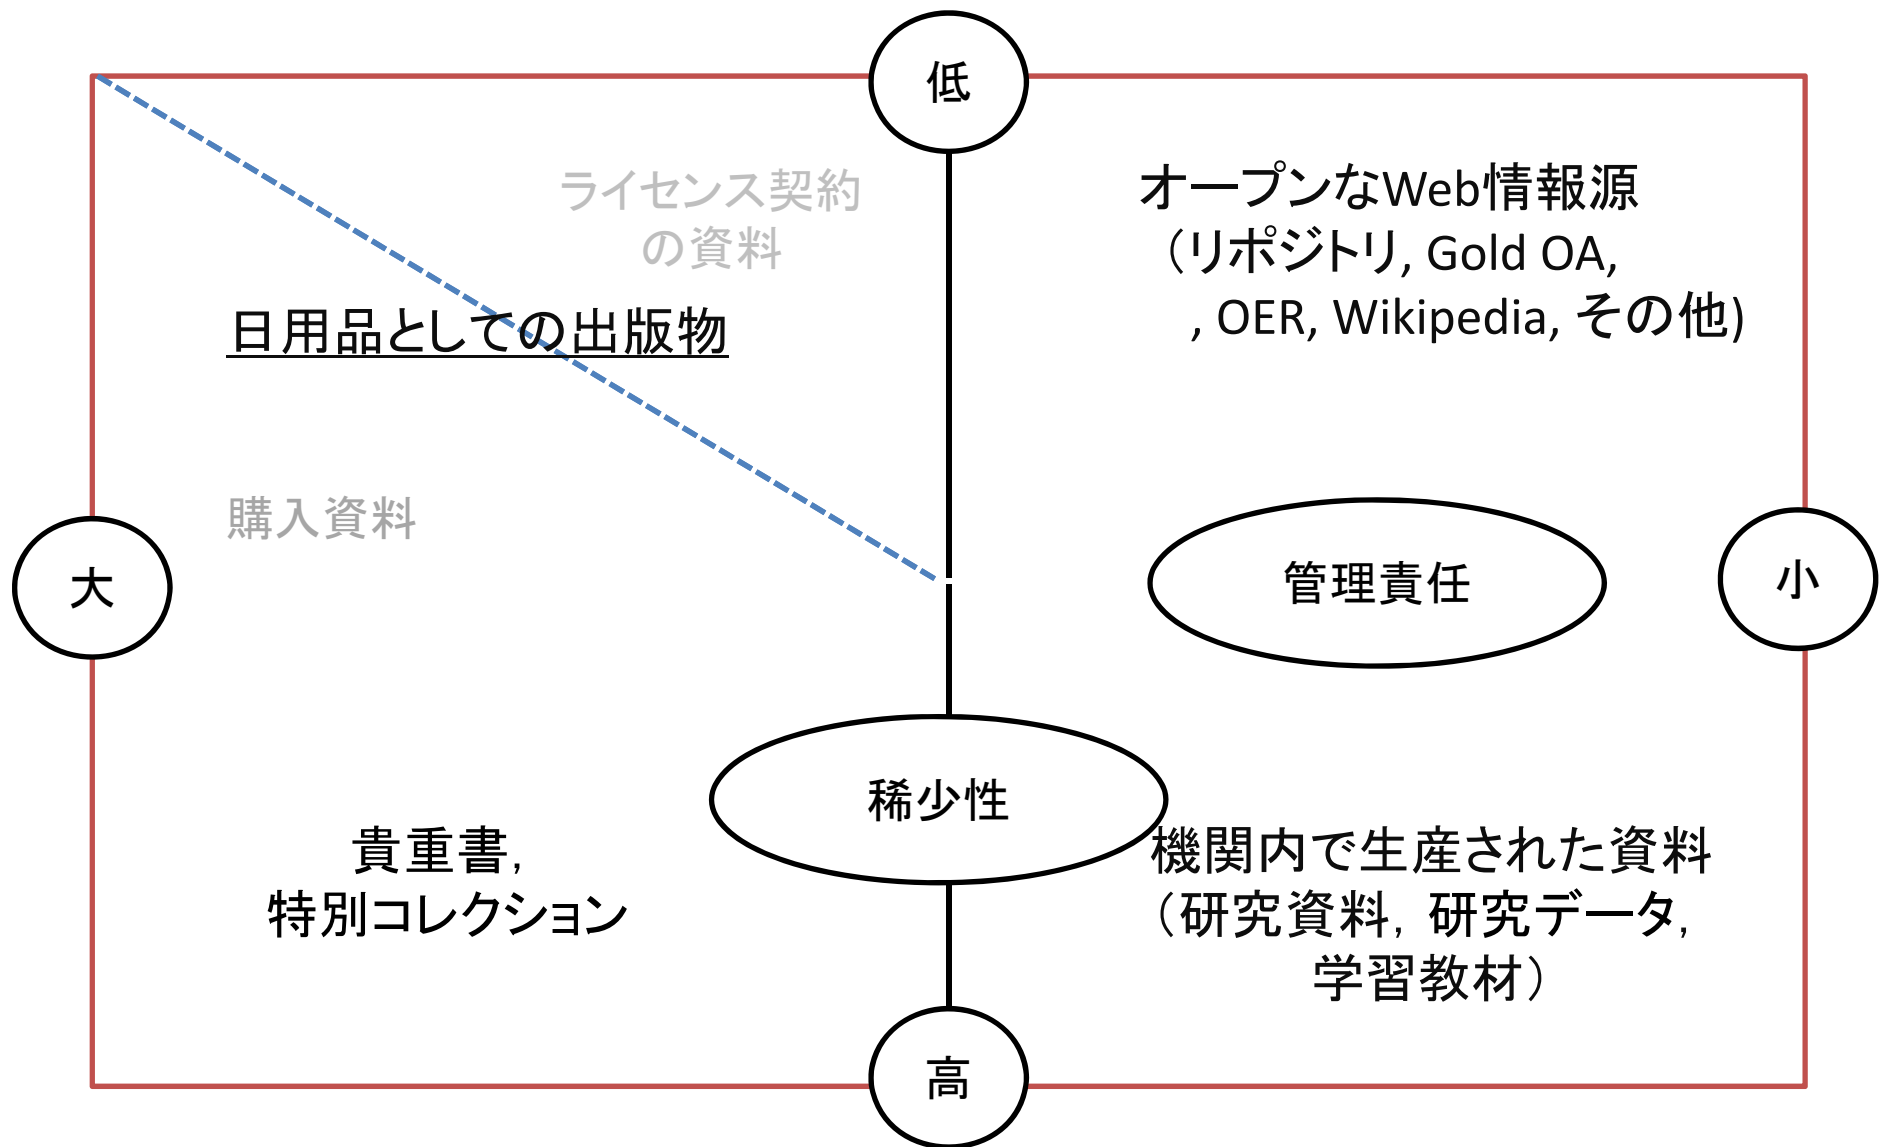 低
ライセンス契約
の資料
日用品としての出版物
購入資料
オープンなWeb情報源
（リポジトリ, Gold OA,
, OER, Wikipedia, その他)
大
管理責任
小
稀少性
貴重書,
特別コレクション
機関内で生産された資料
（研究資料, 研究データ,
学習教材）
高